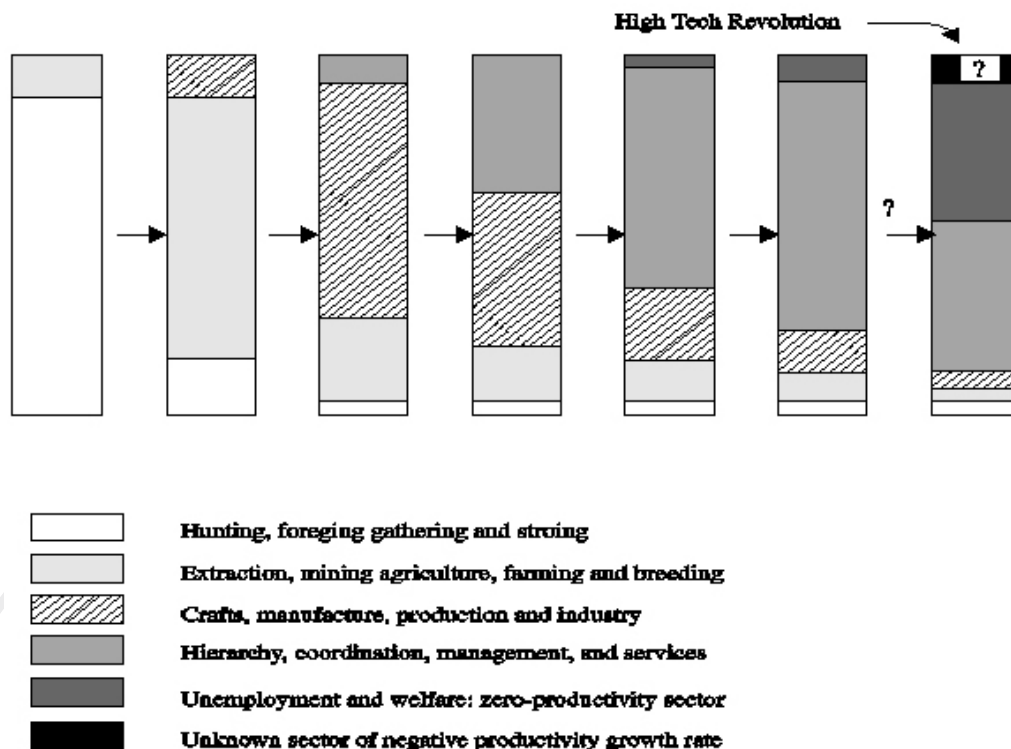 High Tech Revolution
?
?
Hunting, foreging gathering and stroing
Extraction, mining agriculture, farming and breeding
Crafts, manufacture, production and industry
Hierarchy, coordination, management, and services
Unemployment and welfare: zero-productivity sector
Unknown sector of negative productivity growth rate